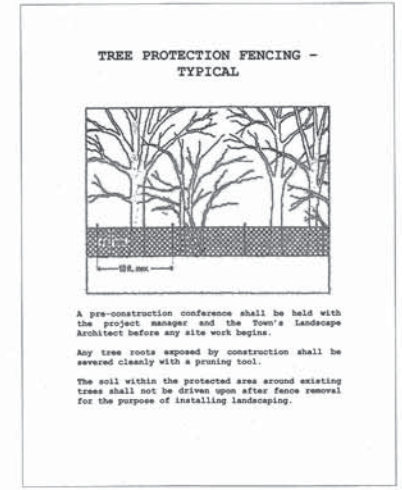 TREE PROTECTION FENCING –
TYPICAL
10 ft. max
A pre-construction conference shall be held with
the project manager and the Town's Landscape
Architect before any site work begins.
Any tree roots exposed by construction shall be
severed cleanly with a pruning tool.
The soil within the protected area around existing
trees shall not be driven upon after fence removal
for the purpose of installing landscaping.